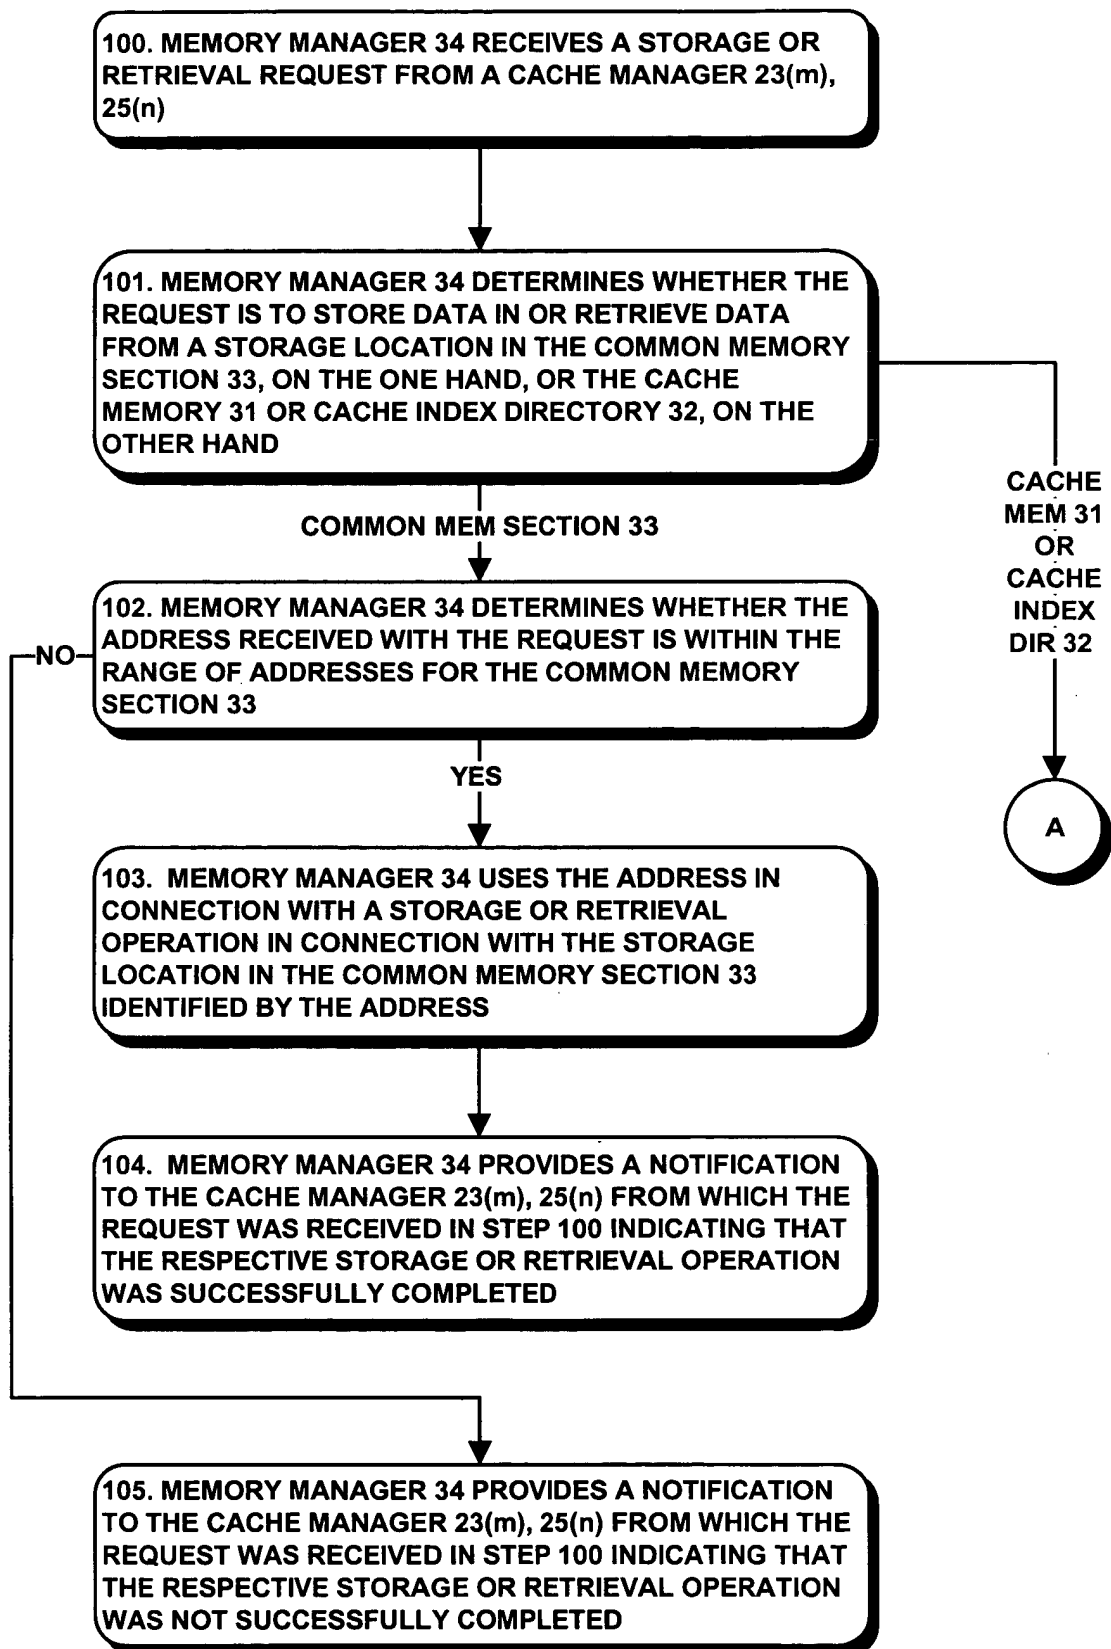 100. MEMORY MANAGER 34 RECEIVES A STORAGE OR
RETRIEVAL REQUEST FROM A CACHE MANAGER 23(m),
25(n)
101. MEMORY MANAGER 34 DETERMINES WHETHER THE
REQUEST IS TO STORE DATA IN OR RETRIEVE DATA
FROM A STORAGE LOCATION IN THE COMMON MEMORY
SECTION 33, ON THE ONE HAND, OR THE CACHE
MEMORY 31 OR CACHE INDEX DIRECTORY 32, ON THE
OTHER HAND
CACHE
MEM 31
OR
CACHE
INDEX
DIR 32
A
COMMON MEM SECTION 33
102. MEMORY MANAGER 34 DETERMINES WHETHER THE
ADDRESS RECEIVED WITH THE REQUEST IS WITHIN THE
RANGE OF ADDRESSES FOR THE COMMON MEMORY
SECTION 33
NO
YES
103. MEMORY MANAGER 34 USES THE ADDRESS IN
CONNECTION WITH A STORAGE OR RETRIEVAL
OPERATION IN CONNECTION WITH THE STORAGE
LOCATION IN THE COMMON MEMORY SECTION 33
IDENTIFIED BY THE ADDRESS
104. MEMORY MANAGER 34 PROVIDES A NOTIFICATION
TO THE CACHE MANAGER 23(m), 25(n) FROM WHICH THE
REQUEST WAS RECEIVED IN STEP 100 INDICATING THAT
THE RESPECTIVE STORAGE OR RETRIEVAL OPERATION
WAS SUCCESSFULLY COMPLETED
105. MEMORY MANAGER 34 PROVIDES A NOTIFICATION
TO THE CACHE MANAGER 23(m), 25(n) FROM WHICH THE
REQUEST WAS RECEIVED IN STEP 100 INDICATING THAT
THE RESPECTIVE STORAGE OR RETRIEVAL OPERATION
WAS NOT SUCCESSFULLY COMPLETED